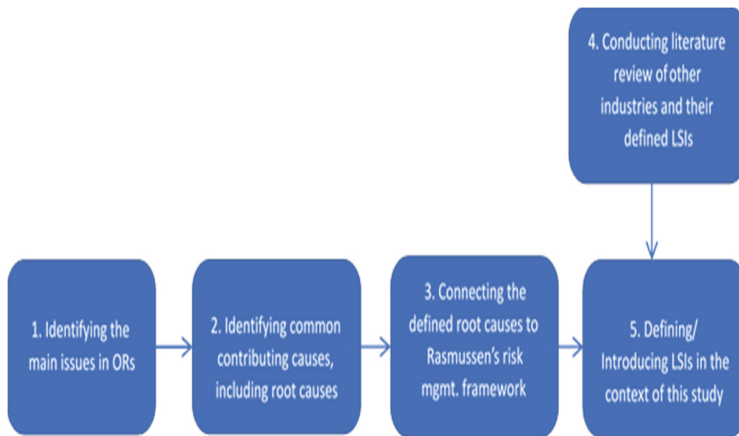 4. Conducting literature
review of other
industries and their
defined LSIs
1. Identifying the
main issues in ORs
2. Identifying common
contributing causes,
including root causes
3. Connecting the
defined root causes to
Rasmussen's risk
mgmt. framework
5. Defining/
Introducing LSIs in the
context of this study